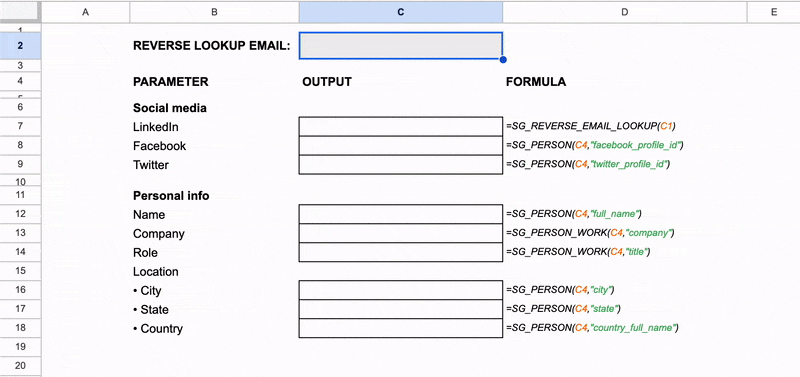 A B C D E
1
2 REVERSE LOOKUP EMAIL:
3
4 PARAMETER OUTPUT FORMULA
6 Social media
7 LinkedIn =SG_REVERSE_EMAIL_LOOKUP(C1)
8 Facebook =SG_PERSON(C4,"facebook_profile_id")
9 Twitter =SG_PERSON(C4,"twitter_profile_id")
10
11 Personal info
12 Name =SG_PERSON(C4,"full_name")
13 Company =SG_PERSON_WORK(C4,"company")
14 Role =SG_PERSON_WORK(C4,"title")
15 Location
16 • City =SG_PERSON(C4,"city")
17 • State =SG_PERSON(C4,"state")
18 • Country =SG_PERSON(C4,"country_full_name")
19
20